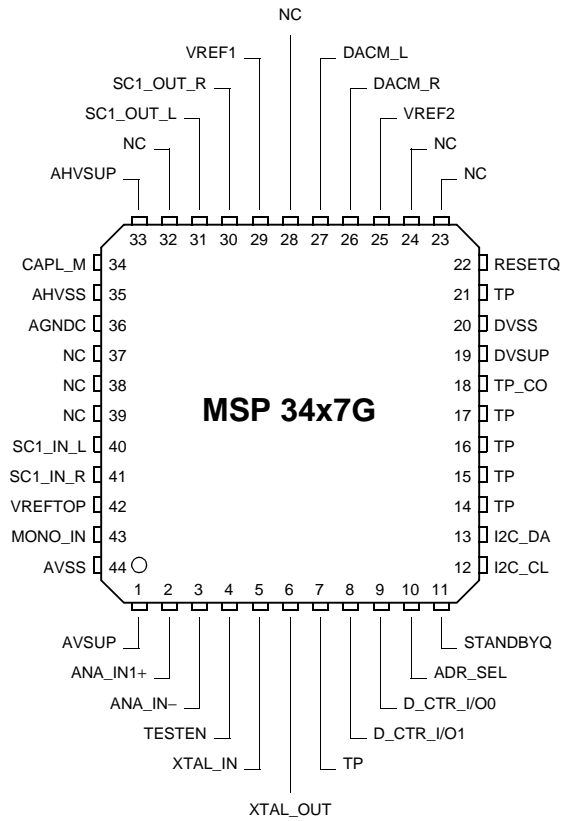 NC
VREF1
DACM_L
SC1_OUT_R
DACM_R
SC1_OUT_L
VREF2
NC
NC
AHVSUP
NC
33 32 31 30 29 28 27 26 25 24 23
CAPL_M 34
22 RESETQ
AHVSS 35
21 TP
AGNDC 36
20 DVSS
NC 37
19 DVSUP
NC 38
18 TP_CO
NC 39
17 TP
MSP 34x7G
SC1_IN_L 40
16 TP
SC1_IN_R 41
15 TP
VREFTOP 42
14 TP
MONO_IN 43
13 I2C_DA
AVSS 44
12 I2C_CL
1 2 3 4 5 6 7 8 9 10 11
AVSUP
STANDBYQ
ANA_IN1+
ADR_SEL
ANA_IN−
D_CTR_I/O0
TESTEN
D_CTR_I/O1
XTAL_IN
TP
XTAL_OUT